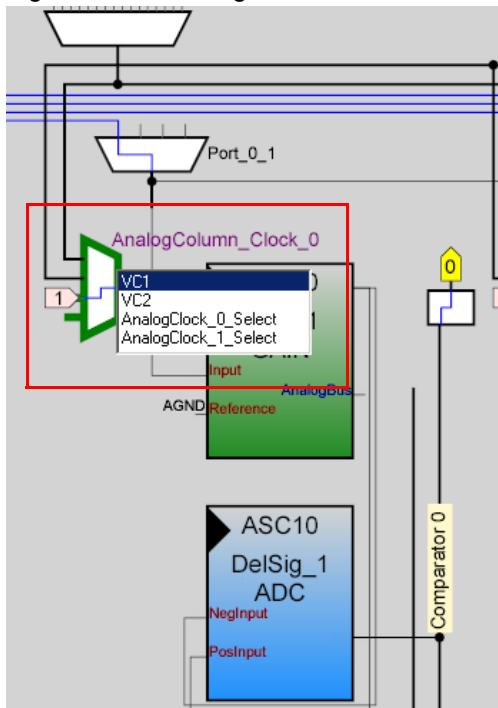 Port_0_1
AnalogColumn_Clock_0
0
1
VC1
VC2
AnalogClock_0_Select
AnalogClock_1_Select
Input
AnalogBus
AGND
Reference
Comparator 0
ASC10
DelSig_1
ADC
NegInput
PosInput